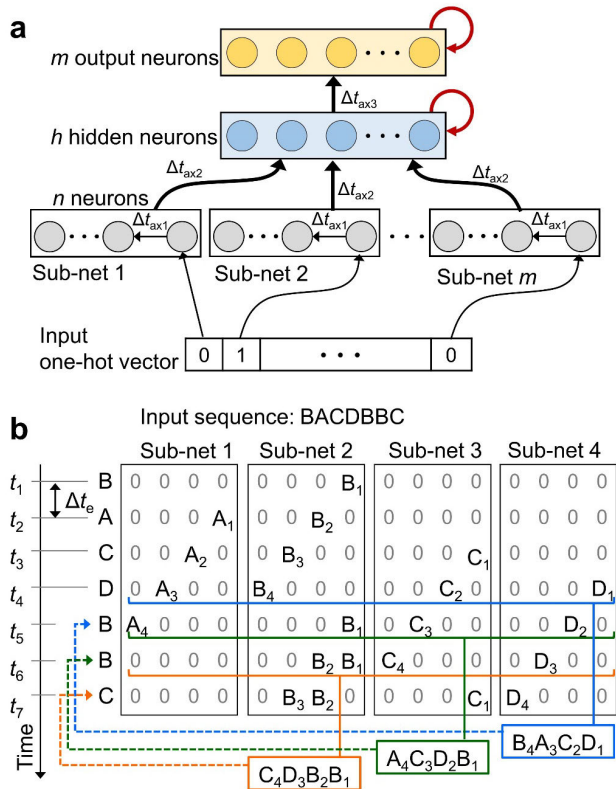 a
m output neurons
Δt_ax3
h hidden neurons
Δt_ax2 Δt_ax2 Δt_ax2
n neurons
Δt_ax1 Δt_ax1 Δt_ax1
Sub-net 1 Sub-net 2 Sub-net m
Input
one-hot vector 0 1 ... 0
b
Input sequence: BACDBBC
Sub-net 1 Sub-net 2 Sub-net 3 Sub-net 4
t₁ B 0 0 0 0 0 0 0 B₁ 0 0 0 0 0 0 0 0
Δt_e
t₂ A 0 0 0 A₁ 0 0 B₂ 0 0 0 0 0 0 0 0 0
t₃ C 0 0 A₂ 0 0 B₃ 0 0 0 0 0 C₁ 0 0 0 0
t₄ D 0 A₃ 0 0 B₄ 0 0 0 0 0 C₂ 0 0 0 0 D₁
t₅ B A₄ 0 0 0 0 0 0 B₁ 0 C₃ 0 0 0 0 D₂ 0
t₆ B 0 0 0 0 0 0 B₂ B₁ C₄ 0 0 0 0 D₃ 0 0
t₇ C 0 0 0 0 0 B₃ B₂ 0 0 0 0 C₁ D₄ 0 0 0
Time
B₄A₃C₂D₁
A₄C₃D₂B₁
C₄D₃B₂B₁